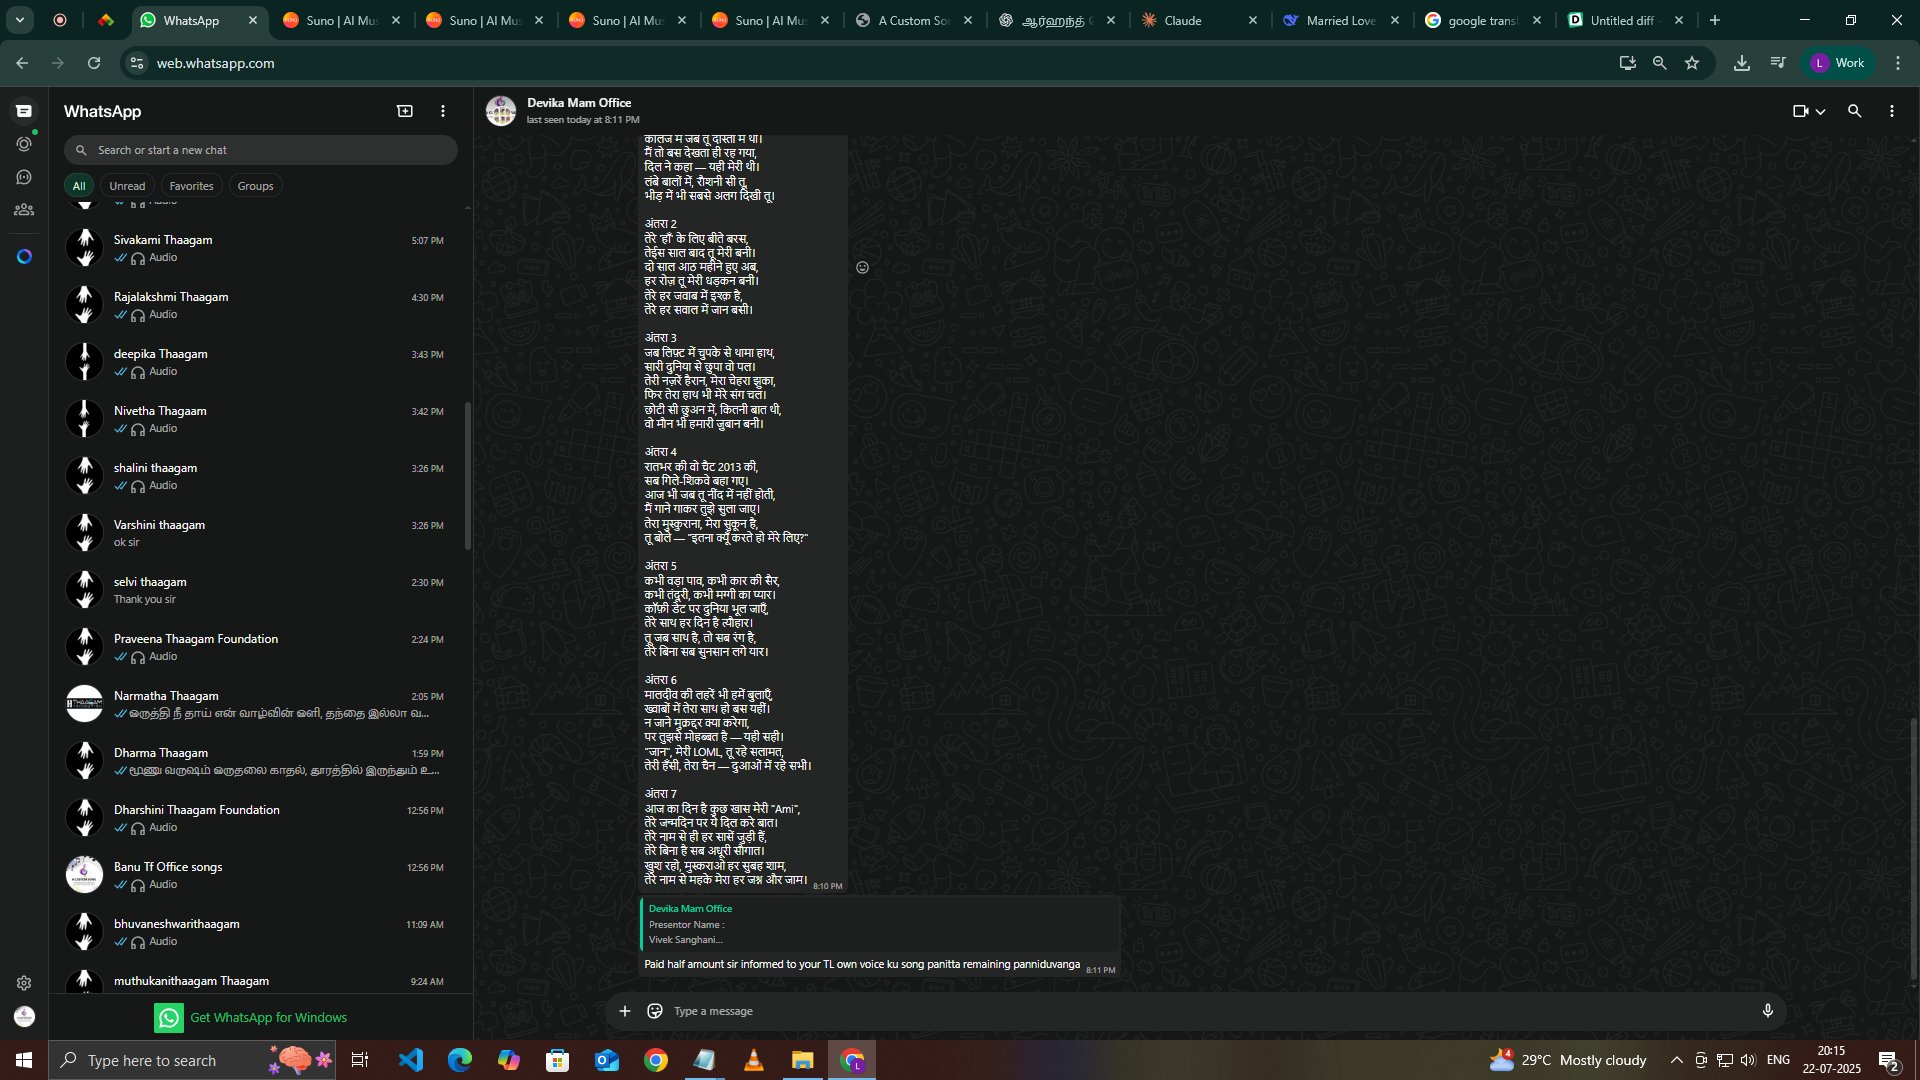 WhatsApp
Suno | AI Mus
Suno | AI Mus
Suno | AI Mus
Suno | AI Mus
A Custom Son
ஆர்ஹந்த்
Claude
Married Love
google transl
Untitled diff
web.whatsapp.com
Work
WhatsApp
Search or start a new chat
All
Unread
Favorites
Groups
Audio
Sivakami Thaagam
5:07 PM
Audio
Rajalakshmi Thaagam
4:30 PM
Audio
deepika Thaagam
3:43 PM
Audio
Nivetha Thagaam
3:42 PM
Audio
shalini thaagam
3:26 PM
Audio
Varshini thaagam
3:26 PM
ok sir
selvi thaagam
2:30 PM
Thank you sir
Praveena Thaagam Foundation
2:24 PM
Audio
Narmatha Thaagam
2:05 PM
ஒருத்தி நீ தாய் என் வாழ்வின் ஒளி, தந்தை இல்லா வ...
Dharma Thaagam
1:59 PM
மூணு வருஷம் ஒருதலை காதல், தூரத்தில் இருந்தும் உ...
Dharshini Thaagam Foundation
12:56 PM
Audio
Banu Tf Office songs
12:56 PM
Audio
bhuvaneshwarithaagam
11:09 AM
Audio
muthukanithaagam Thaagam
9:24 AM
Get WhatsApp for Windows
Devika Mam Office
last seen today at 8:11 PM
कॉलेज में जब तू दोस्तों में थी।
मैं तो बस देखता ही रह गया,
दिल ने कहा — यही मेरी थी।
लंबे बालों में, रोशनी सी तू,
भीड़ में भी सबसे अलग दिखी तू।
अंतरा 2
तेरे 'हाँ' के लिए बीते बरस,
तेईस साल बाद तू मेरी बनी।
दो साल आठ महीने हुए अब,
हर रोज़ तू मेरी धड़कन बनी।
तेरे हर जवाब में इश्क़ है,
तेरे हर सवाल में जान बसी।
अंतरा 3
जब लिफ़्ट में चुपके से थामा हाथ,
सारी दुनिया से छुपा वो पल।
तेरी नज़रें हैरान, मेरा चेहरा झुका,
फिर तेरा हाथ भी मेरे संग चल।
छोटी सी छुअन में, कितनी बात थी,
वो मौन भी हमारी ज़ुबान बनी।
अंतरा 4
रातभर की वो चैट 2013 की,
सब गिले-शिकवे बहा गए।
आज भी जब तू नींद में नहीं होती,
मैं गाने गाकर तुझे सुला जाए।
तेरा मुस्कुराना, मेरा सुकून है,
तू बोले — "इतना क्यूँ करते हो मेरे लिए?"
अंतरा 5
कभी वड़ा पाव, कभी कार की सैर,
कभी तंदूरी, कभी मग्गी का प्यार।
कॉफ़ी डेट पर दुनिया भूल जाएँ,
तेरे साथ हर दिन है त्यौहार।
तू जब साथ है, तो सब रंग है,
तेरे बिना सब सुनसान लगे यार।
अंतरा 6
मालदीव की लहरें भी हमें बुलाएँ,
ख्वाबों में तेरा साथ हो बस यहीं।
न जाने मुक़द्दर क्या करेगा,
पर तुझसे मोहब्बत है — यही सही।
"जान", मेरी LOML, तू रहे सलामत,
तेरी हँसी, तेरा चैन — दुआओं में रहे सभी।
अंतरा 7
आज का दिन है कुछ खास मेरी "Ami",
तेरे जन्मदिन पर ये दिल करे बात।
तेरे नाम से ही हर सासें जुड़ी हैं,
तेरे बिना है सब अधूरी सौगात।
खुश रहो, मुस्कराओ हर सुबह शाम,
तेरे नाम से महके मेरा हर जश्न और जाम।
8:10 PM
Devika Mam Office
Presentor Name :
Vivek Sanghani...
Paid half amount sir informed to your TL own voice ku song panitta remaining panniduvanga
8:11 PM
Type a message
Type here to search
29°C Mostly cloudy
ENG
20:15
22-07-2025
2